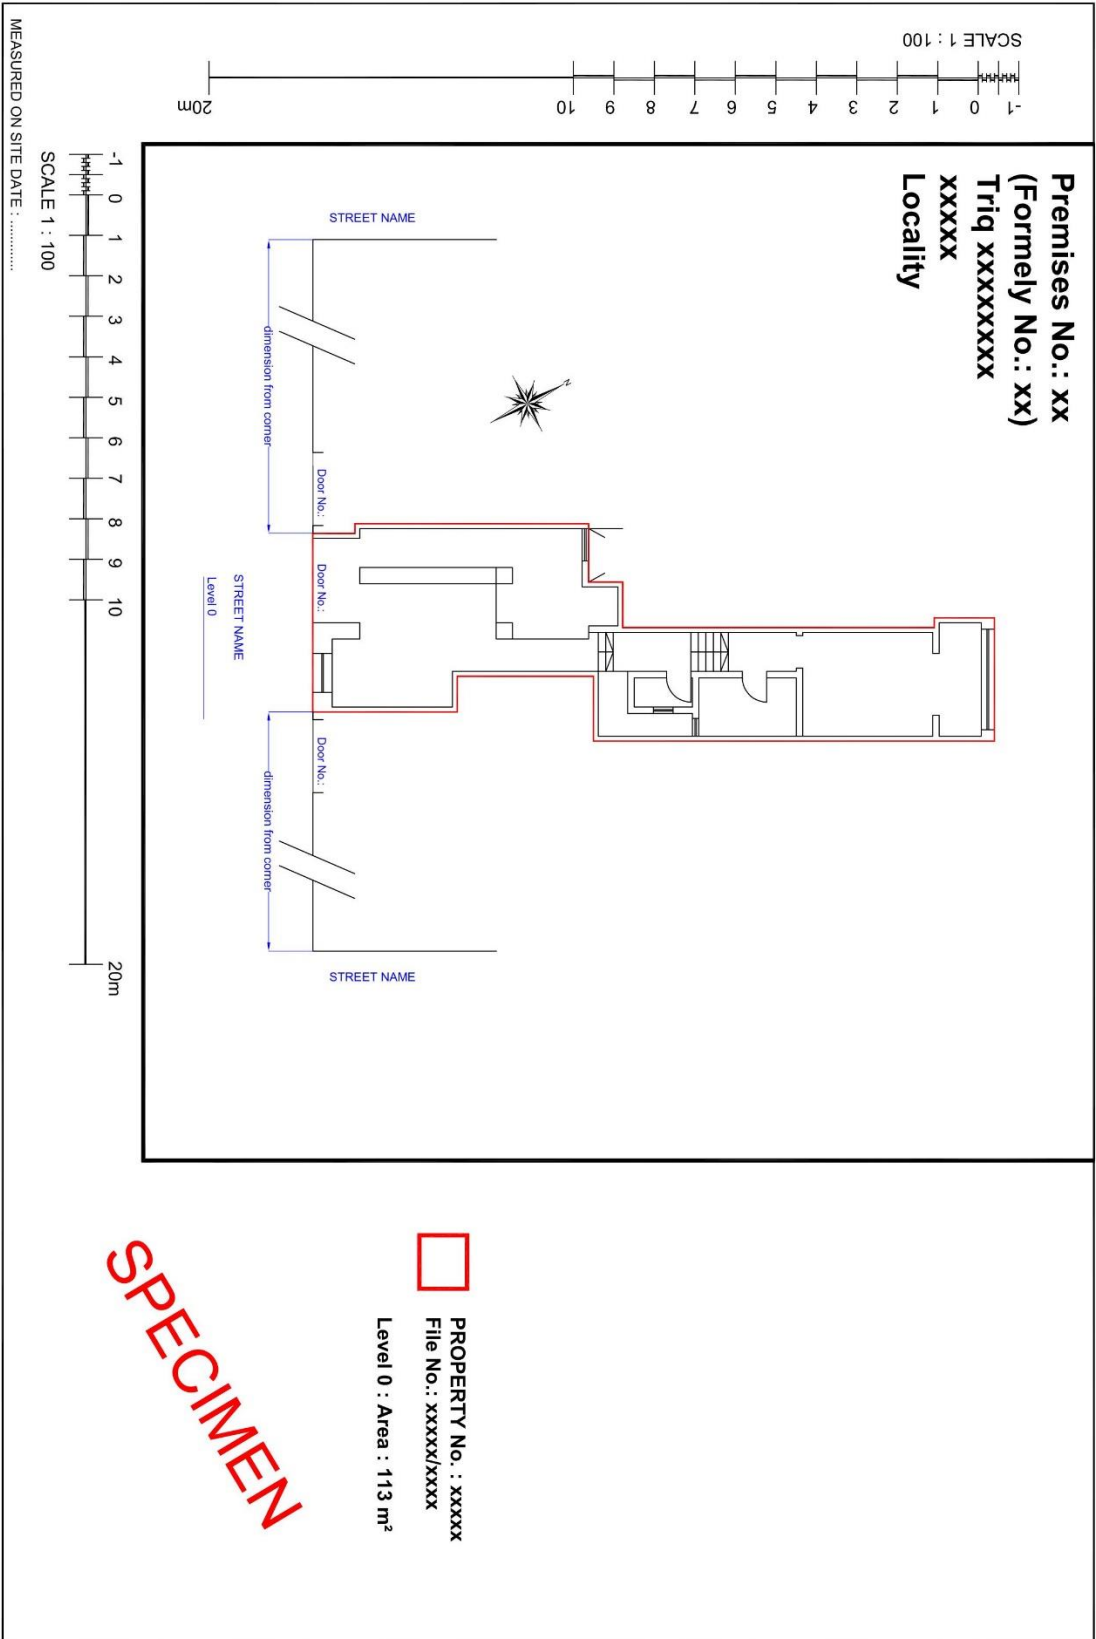 Premises No.: xx
(Formely No.: xx)
Triq xxxxxxxx
xxxxx
Locality
SCALE 1 : 100
-1 0 1 2 3 4 5 6 7 8 9 10 20m
STREET NAME
dimension from corner
Door No.:
Door No.:
Door No.:
dimension from corner
STREET NAME
STREET NAME
Level 0
N
PROPERTY No. : xxxxx
File No.: xxxxx/xxxx
Level 0 : Area : 113 m²
SPECIMEN
-1 0 1 2 3 4 5 6 7 8 9 10 20m
SCALE 1 : 100
MEASURED ON SITE DATE : ............